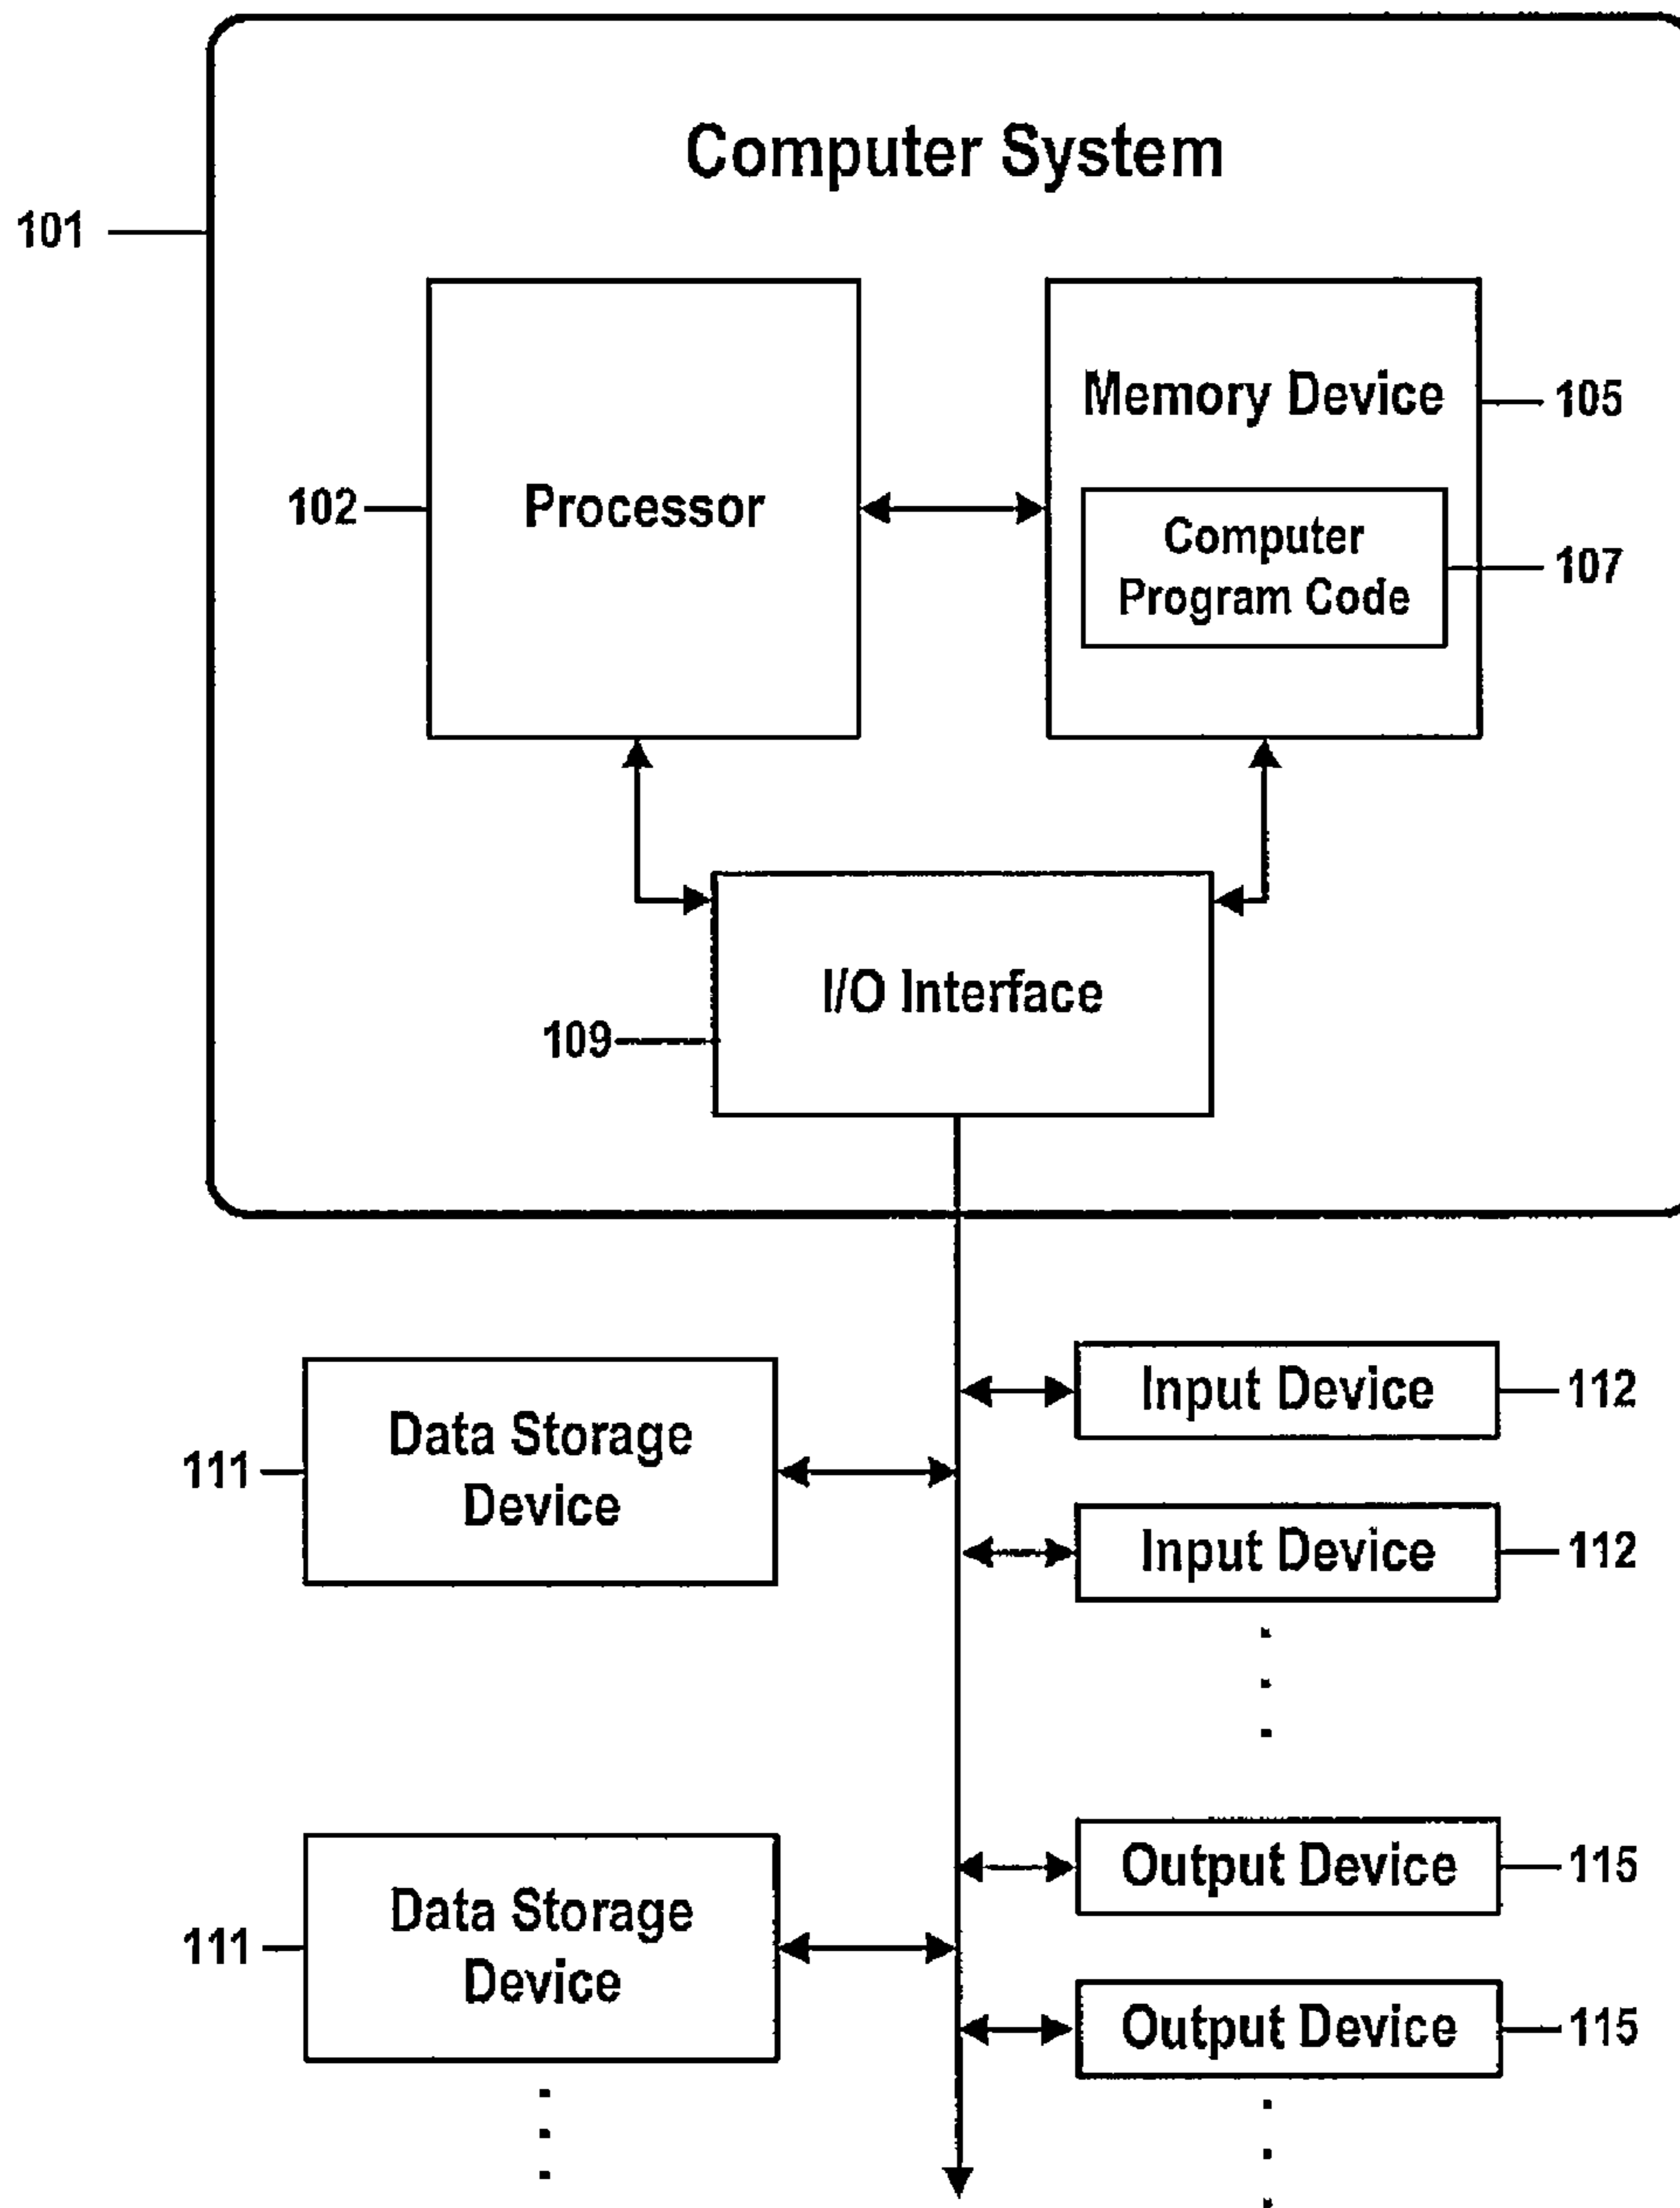 Computer System
101
Memory Device
105
102
Processor
Computer
Program Code
107
I/O Interface
109
Input Device
112
Data Storage
Device
111
Input Device
112
Output Device
115
Data Storage
Device
111
Output Device
115